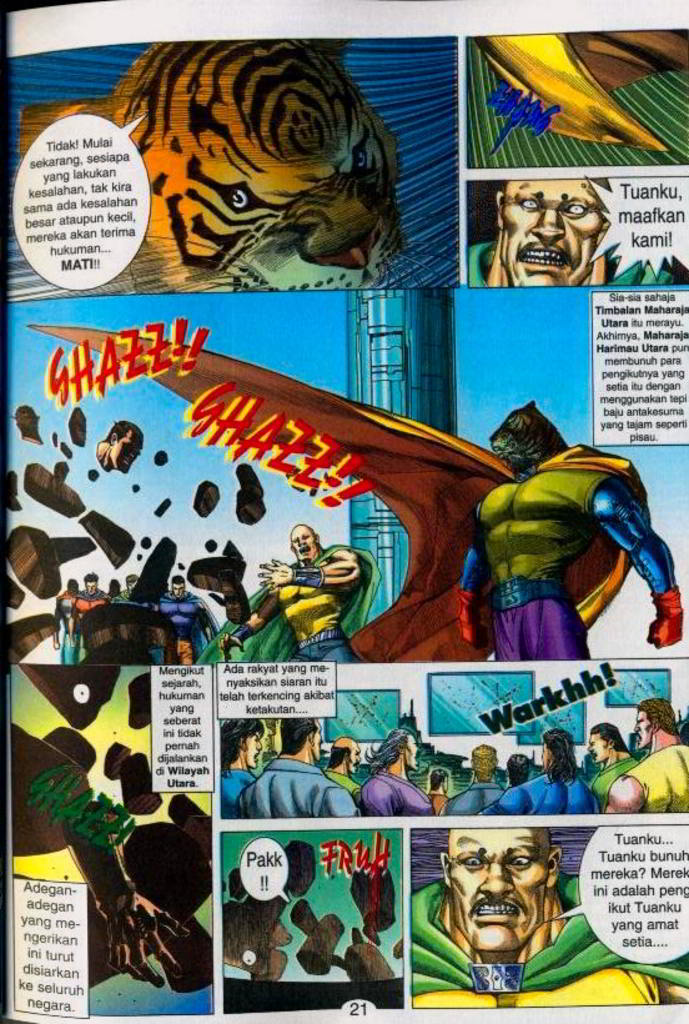 Tidak! Mulai
sekarang, sesiapa
yang lakukan
kesalahan, tak kira
sama ada kesalahan
besar ataupun kecil,
mereka akan terima
hukuman...
MATI!!
Tuanku,
maafkan
kami!
Sia-sia sahaja
Timbalan Maharaja
Utara itu merayu.
Akhirnya, Maharaja
Harimau Utara pun
membunuh para
pengikutnya yang
setia itu dengan
menggunakan tepi
baju antakesuma
yang tajam seperti
pisau.
GHAZZ!!
GHAZZZ!!
Mengikut
sejarah,
hukuman
yang
seberat
ini tidak
pernah
dijalankan
di Wilayah
Utara.
Ada rakyat yang me-
nyaksikan siaran itu
telah terkencing akibat
ketakutan....
Warkhh!
GHAZZZ!
Adegan-
adegan
yang me-
ngerikan
ini turut
disiarkan
ke seluruh
negara.
Pakk
!!
FRUH
Tuanku...
Tuanku bunuh
mereka? Merek
ini adalah peng
ikut Tuanku
yang amat
setia....
21